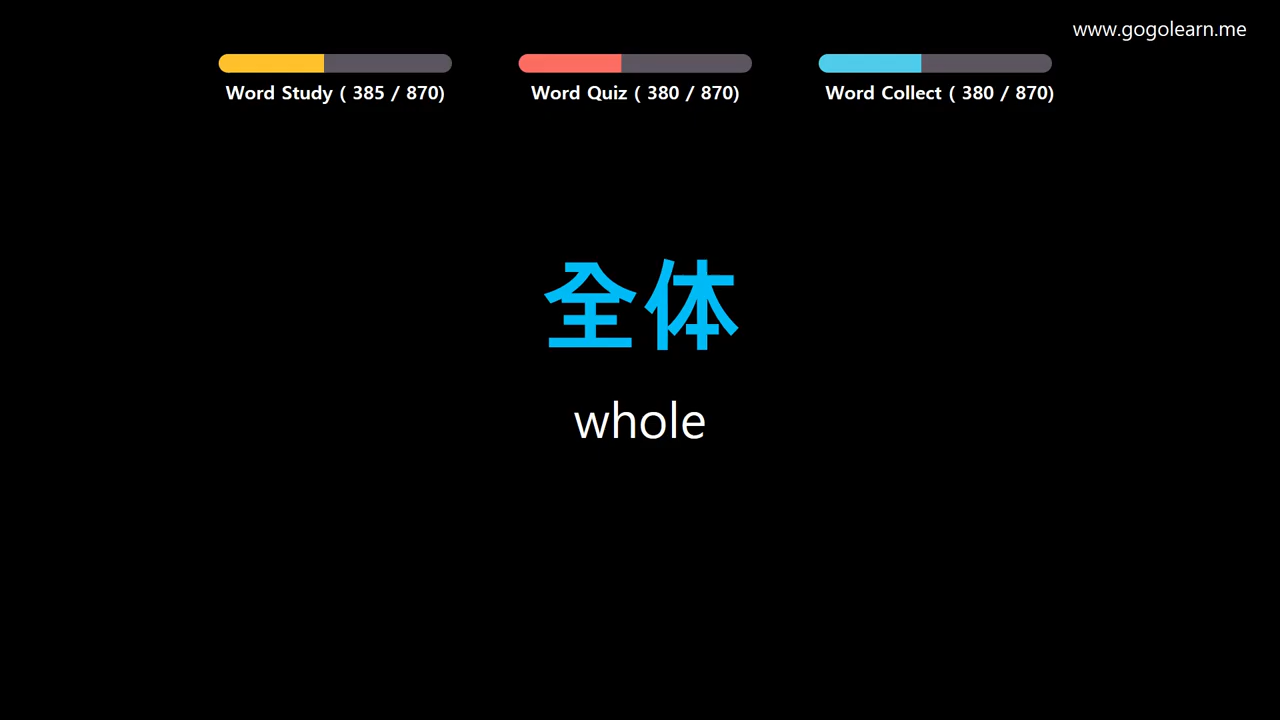 www.gogolearn.me
Word Study ( 385 / 870)
Word Quiz ( 380 / 870)
Word Collect ( 380 / 870)
全体
whole